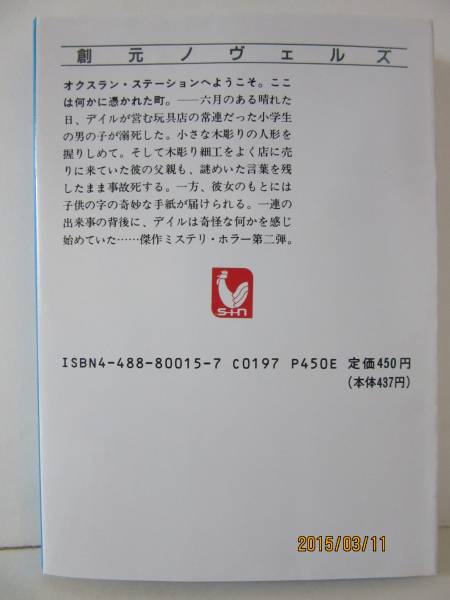 創元ノヴェルズ
オクスラン・ステーションへようこそ。ここ
は何かに憑かれた町。──六月のある晴れた
日、デイルが営む玩具店の常連だった小学生
の男の子が溺死した。小さな木彫りの人形を
握りしめて。そして木彫り細工をよく店に売
りに来ていた彼の父親も、謎めいた言葉を残
したまま事故死する。一方、彼女のもとには
子供の字の奇妙な手紙が届けられる。一連の
出来事の背後に、デイルは奇怪な何かを感じ
始めていた……傑作ミステリ・ホラー第二弾。
s+n
ISBN4-488-80015-7 C0197 P450E 定価450円
(本体437円)
2015/03/11